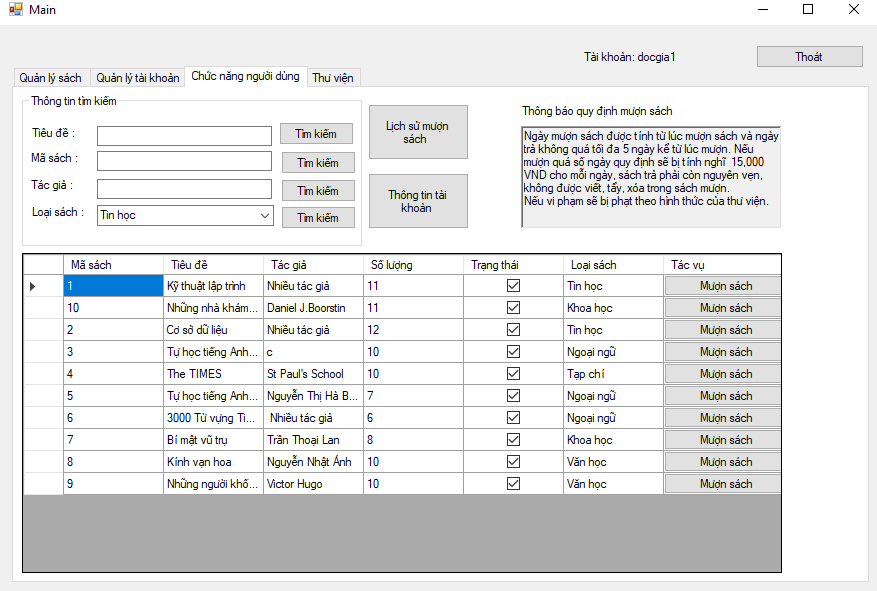 Main
Tài khoản: docgia1
Thoát
Quản lý sách Quản lý tài khoản Chức năng người dùng Thư viện
Thông tin tìm kiếm
Tiêu đề :
Tìm kiếm
Mã sách :
Tìm kiếm
Tác giả :
Tìm kiếm
Loại sách :
Tin học
Tìm kiếm
Lịch sử mượn
sách
Thông tin tài
khoản
Thông báo quy định mượn sách
Ngày mượn sách được tính từ lúc mượn sách và ngày
trả không quá tối đa 5 ngày kể từ lúc mượn. Nếu
mượn quá số ngày quy định sẽ bị tính nghĩ 15,000
VND cho mỗi ngày, sách trả phải còn nguyên vẹn,
không được viết, tẩy, xóa trong sách mượn.
Nếu vi phạm sẽ bị phạt theo hình thức của thư viện.
Mã sách Tiêu đề Tác giả Số lượng Trạng thái Loại sách Tác vụ
1 Kỹ thuật lập trình Nhiều tác giả 11 Tin học Mượn sách
10 Những nhà khám... Daniel J.Boorstin 11 Khoa học Mượn sách
2 Cơ sở dữ liệu Nhiều tác giả 12 Tin học Mượn sách
3 Tự học tiếng Anh... c 10 Ngoại ngữ Mượn sách
4 The TIMES St Paul's School 10 Tạp chí Mượn sách
5 Tự học tiếng Anh... Nguyễn Thị Hà B... 7 Ngoại ngữ Mượn sách
6 3000 Từ vựng Ti... Nhiều tác giả 6 Ngoại ngữ Mượn sách
7 Bí mật vũ trụ Trần Thoại Lan 8 Khoa học Mượn sách
8 Kính vạn hoa Nguyễn Nhật Ánh 10 Văn học Mượn sách
9 Những người khố... Victor Hugo 10 Văn học Mượn sách